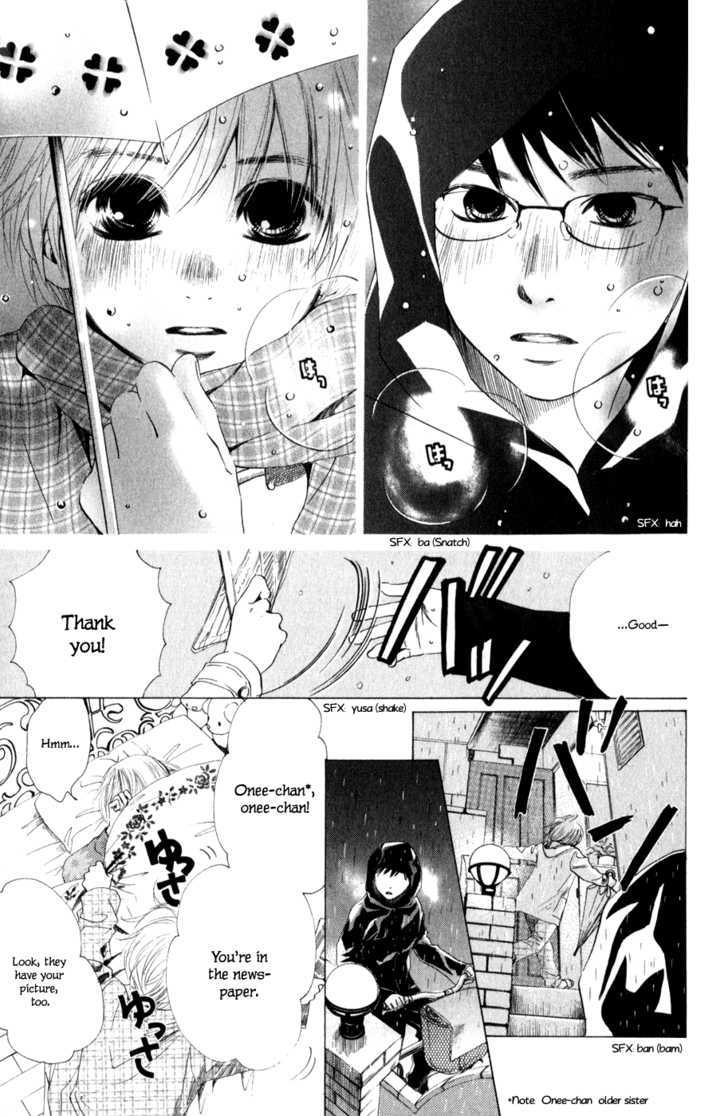 はっ
はっ
はっ
SFX: hah
SFX: ba (Snatch)
...Good—
Thank
you!
SFX: yusa (shake)
SFX: ban (bam)
Onee-chan*,
onee-chan!
Hmm...
ゆっさ
You're in
the news-
paper.
Look, they
have your
picture,
too.
ゆっさ
*Note Onee-chan older sister